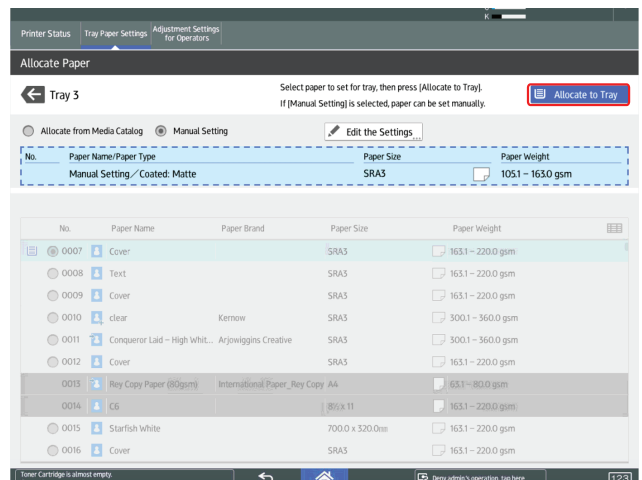 K
Printer Status Tray Paper Settings Adjustment Settings
for Operators
Allocate Paper
Tray 3
Select paper to set for tray, then press [Allocate to Tray].
If [Manual Setting] is selected, paper can be set manually.
Allocate to Tray
Allocate from Media Catalog Manual Setting Edit the Settings
No. Paper Name/Paper Type Paper Size Paper Weight
Manual Setting／Coated: Matte SRA3 105.1 – 163.0 gsm
No. Paper Name Paper Brand Paper Size Paper Weight
0007 Cover SRA3 163.1 – 220.0 gsm
0008 Text SRA3 163.1 – 220.0 gsm
0009 Cover SRA3 163.1 – 220.0 gsm
0010 clear Kernow SRA3 300.1 – 360.0 gsm
0011 Conqueror Laid – High Whit... Arjowiggins Creative SRA3 300.1 – 360.0 gsm
0012 Cover SRA3 163.1 – 220.0 gsm
0013 Rey Copy Paper (80gsm) International Paper_Rey Copy A4 63.1 – 80.0 gsm
0014 C6 8½ x 11 163.1 – 220.0 gsm
0015 Starfish White 700.0 x 320.0mm 163.1 – 220.0 gsm
0016 Cover SRA3 163.1 – 220.0 gsm
Toner Cartridge is almost empty. Deny admin's operation, tap here 123